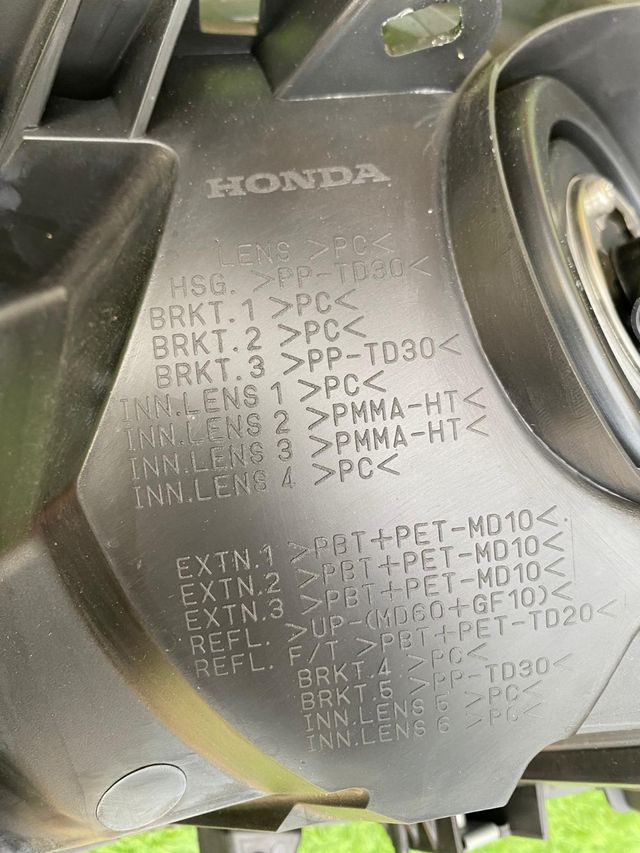 HONDA
LENS >PC<
HSG. >PP-TD30<
BRKT.1 >PC<
BRKT.2 >PC<
BRKT.3 >PP-TD30<
INN.LENS 1 >PC<
INN.LENS 2 >PMMA-HT<
INN.LENS 3 >PMMA-HT<
INN.LENS 4 >PC<
EXTN.1 >PBT+PET-MD10<
EXTN.2 >PBT+PET-MD10<
EXTN.3 >PBT+PET-MD10<
REFL. >UP-(MD60+GF10)<
REFL. F/T >PBT+PET-TD20<
BRKT.4 >PC<
BRKT.5 >PP-TD30<
INN.LENS 5 >PC<
INN.LENS 6 >PC<